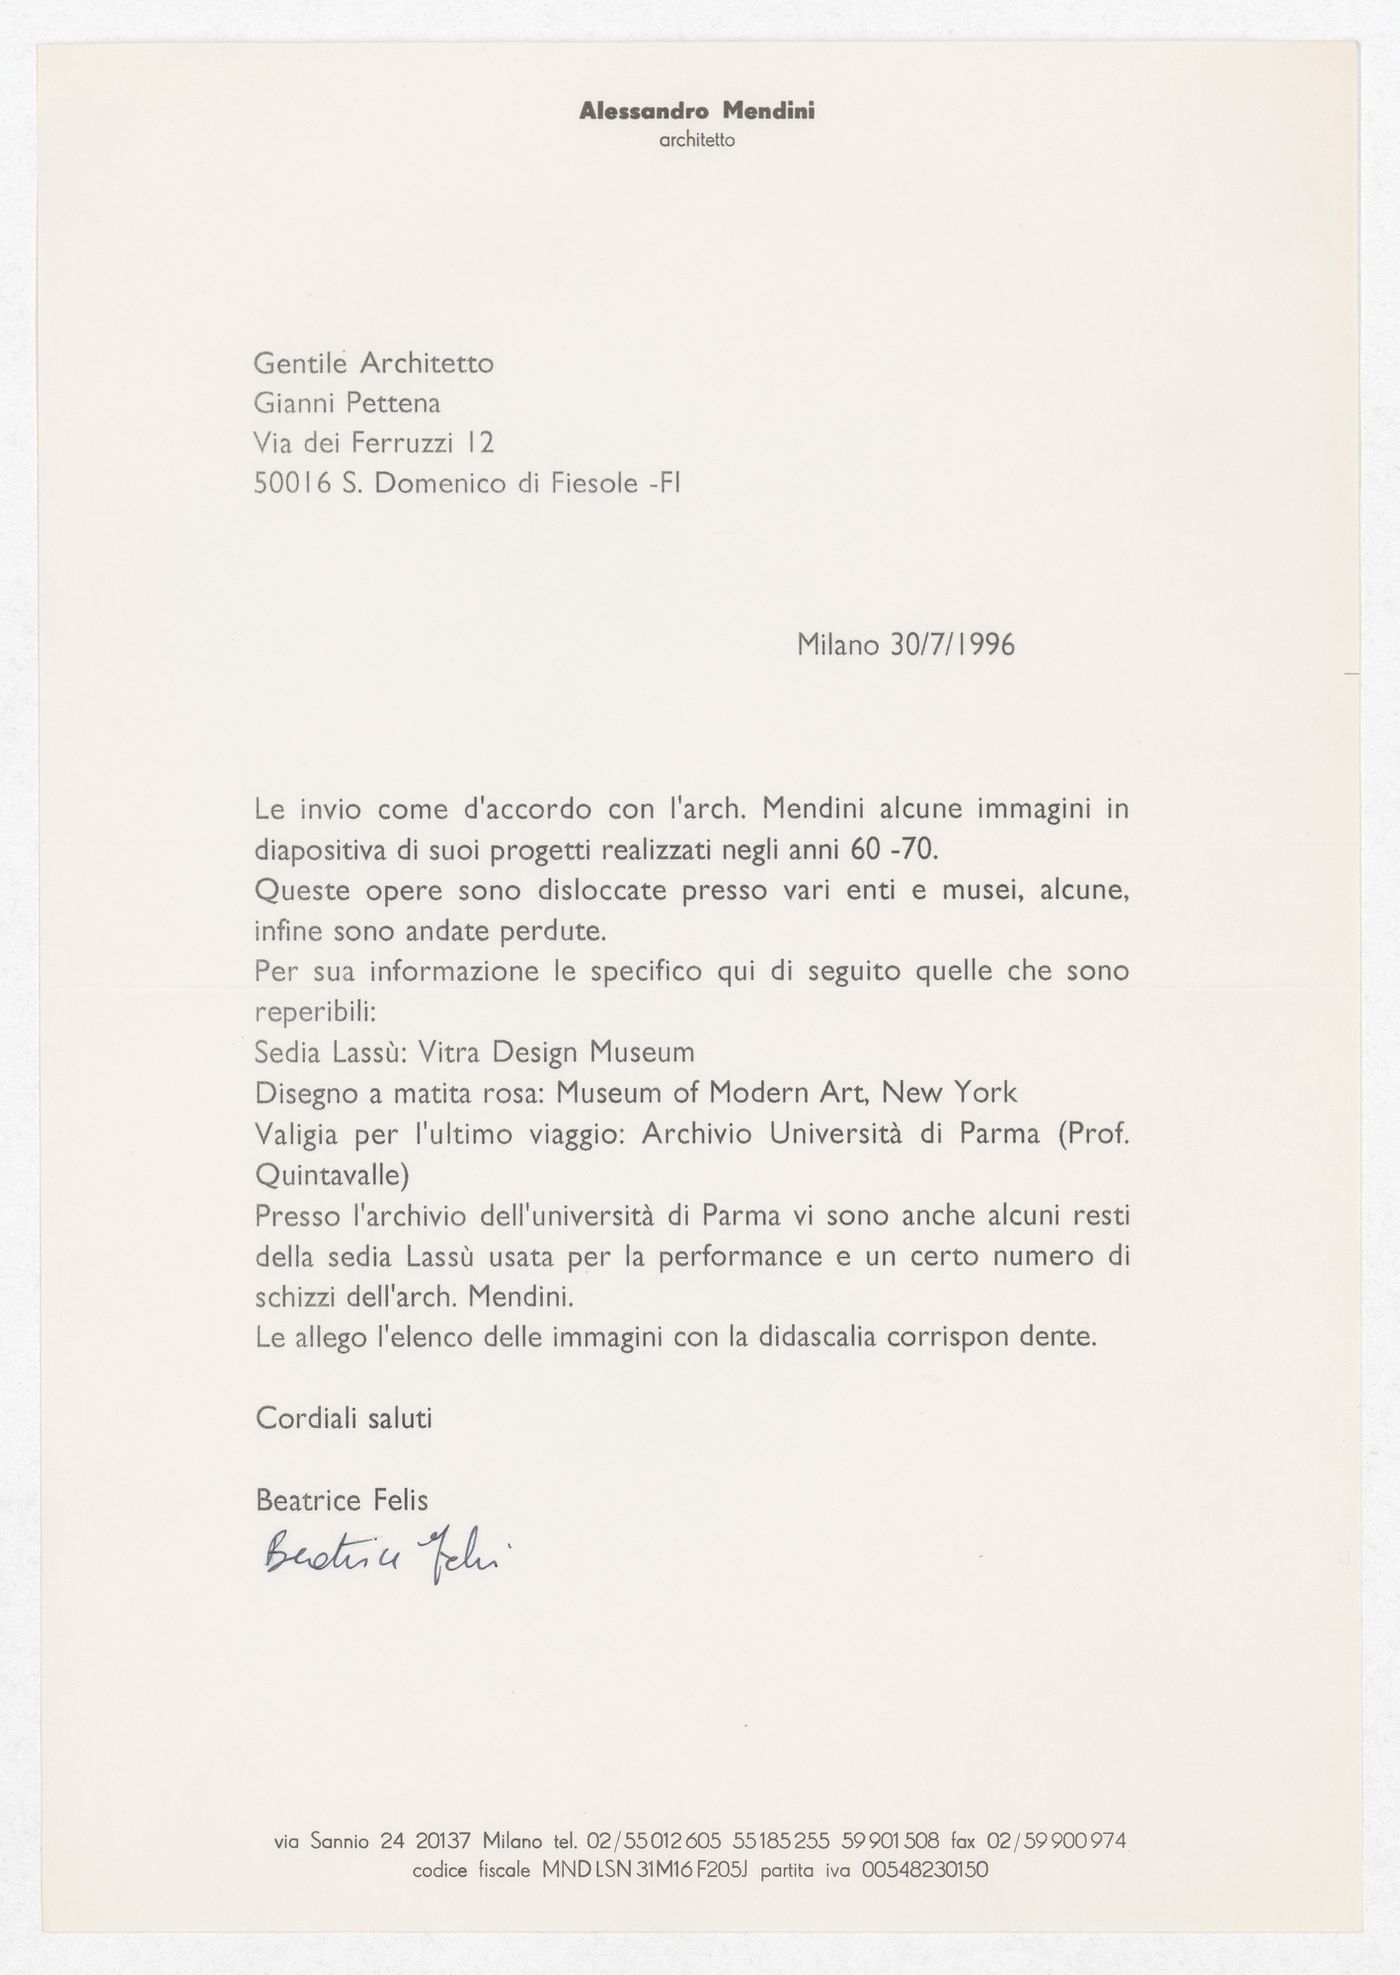 Alessandro Mendini
architetto
Gentile Architetto
Gianni Pettena
Via dei Ferruzzi 12
50016 S. Domenico di Fiesole -FI
Milano 30/7/1996
Le invio come d'accordo con l'arch. Mendini alcune immagini in
diapositiva di suoi progetti realizzati negli anni 60 -70.
Queste opere sono disloccate presso vari enti e musei, alcune,
infine sono andate perdute.
Per sua informazione le specifico qui di seguito quelle che sono
reperibili:
Sedia Lassù: Vitra Design Museum
Disegno a matita rosa: Museum of Modern Art, New York
Valigia per l'ultimo viaggio: Archivio Università di Parma (Prof.
Quintavalle)
Presso l'archivio dell'università di Parma vi sono anche alcuni resti
della sedia Lassù usata per la performance e un certo numero di
schizzi dell'arch. Mendini.
Le allego l'elenco delle immagini con la didascalia corrispon dente.
Cordiali saluti
Beatrice Felis
Beatrice Felis
via Sannio 24 20137 Milano tel. 02/55012605 55185255 59901508 fax 02/59900974
codice fiscale MND LSN 31M16 F205J partita iva 00548230150